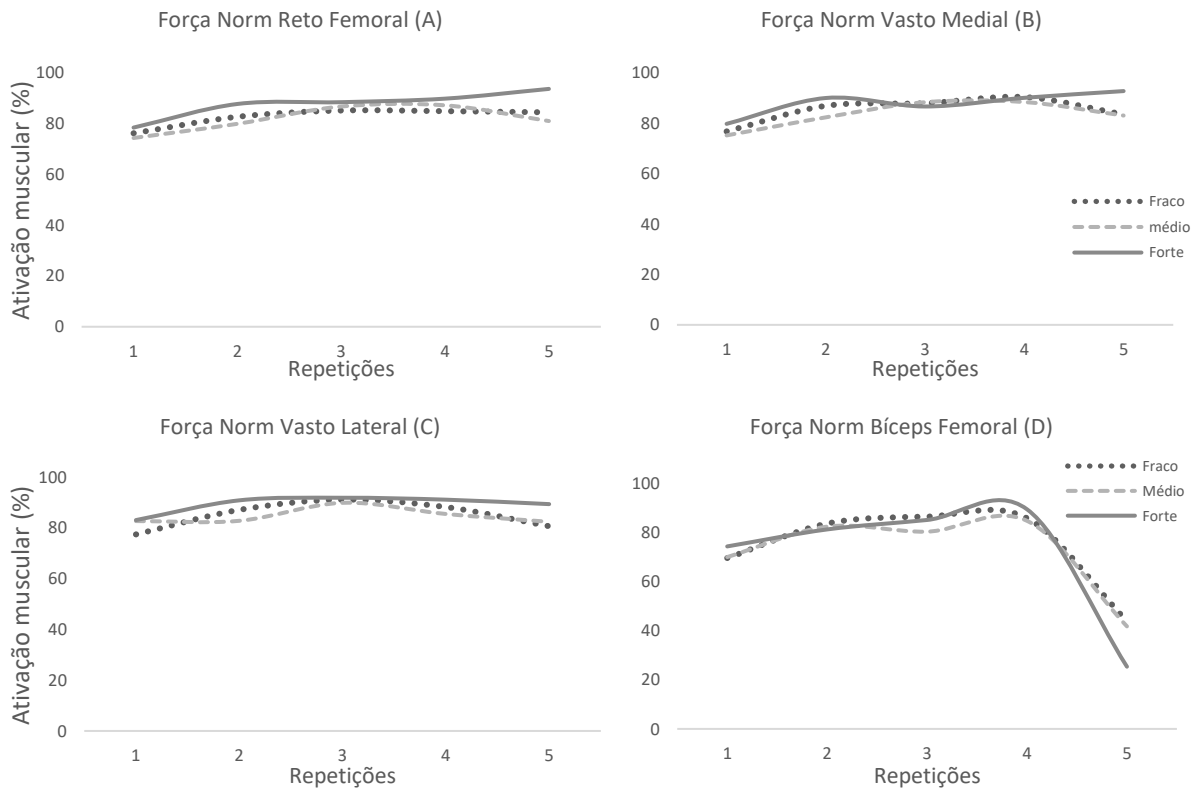 Força Norm Reto Femoral (A)
Ativação muscular (%)
100
80
60
40
20
0
1 2 3 4 5
Repetições
Força Norm Vasto Medial (B)
100
80
60
40
20
0
1 2 3 4 5
Repetições
Fraco
médio
Forte
Força Norm Vasto Lateral (C)
Ativação muscular (%)
100
80
60
40
20
0
1 2 3 4 5
Repetições
Força Norm Bíceps Femoral (D)
100
80
60
40
20
0
1 2 3 4 5
Repetições
Fraco
Médio
Forte